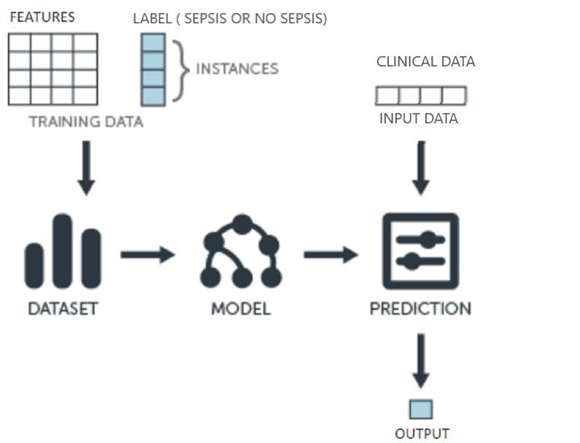 FEATURES
LABEL ( SEPSIS OR NO SEPSIS)
INSTANCES
TRAINING DATA
CLINICAL DATA
INPUT DATA
DATASET
MODEL
PREDICTION
OUTPUT